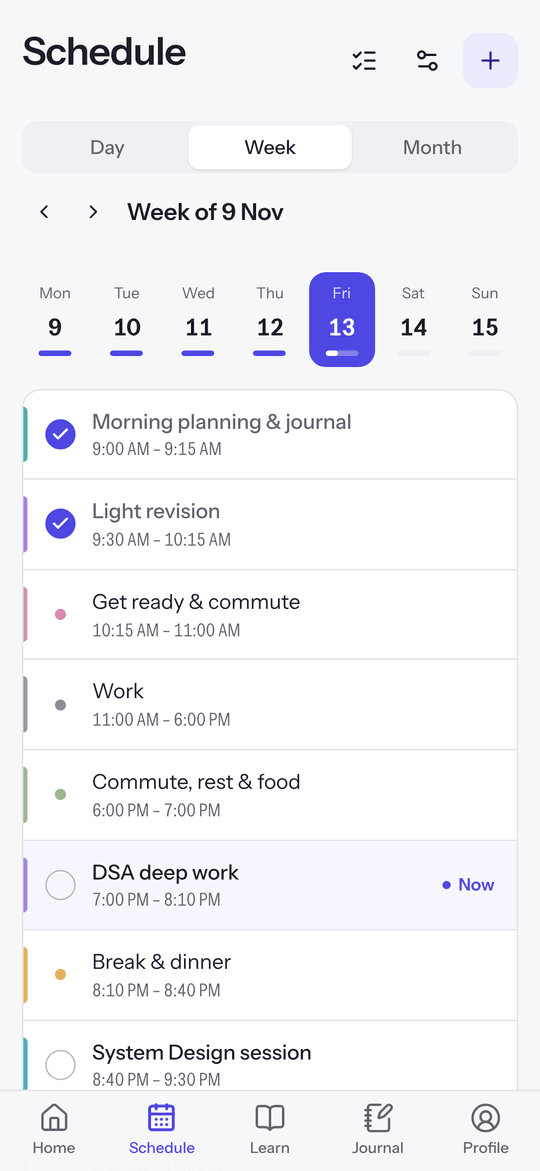 Schedule
Day Week Month
Week of 9 Nov
Mon Tue Wed Thu Fri Sat Sun
9 10 11 12 13 14 15
Morning planning & journal
9:00 AM – 9:15 AM
Light revision
9:30 AM – 10:15 AM
Get ready & commute
10:15 AM – 11:00 AM
Work
11:00 AM – 6:00 PM
Commute, rest & food
6:00 PM – 7:00 PM
DSA deep work
7:00 PM – 8:10 PM
Now
Break & dinner
8:10 PM – 8:40 PM
System Design session
8:40 PM – 9:30 PM
Home Schedule Learn Journal Profile